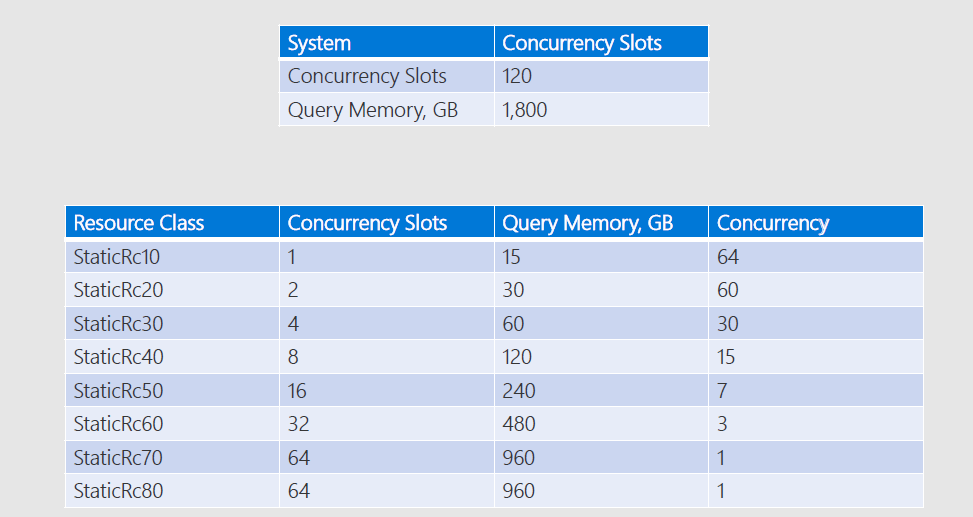 System Concurrency Slots
Concurrency Slots 120
Query Memory, GB 1,800
Resource Class Concurrency Slots Query Memory, GB Concurrency
StaticRc10 1 15 64
StaticRc20 2 30 60
StaticRc30 4 60 30
StaticRc40 8 120 15
StaticRc50 16 240 7
StaticRc60 32 480 3
StaticRc70 64 960 1
StaticRc80 64 960 1